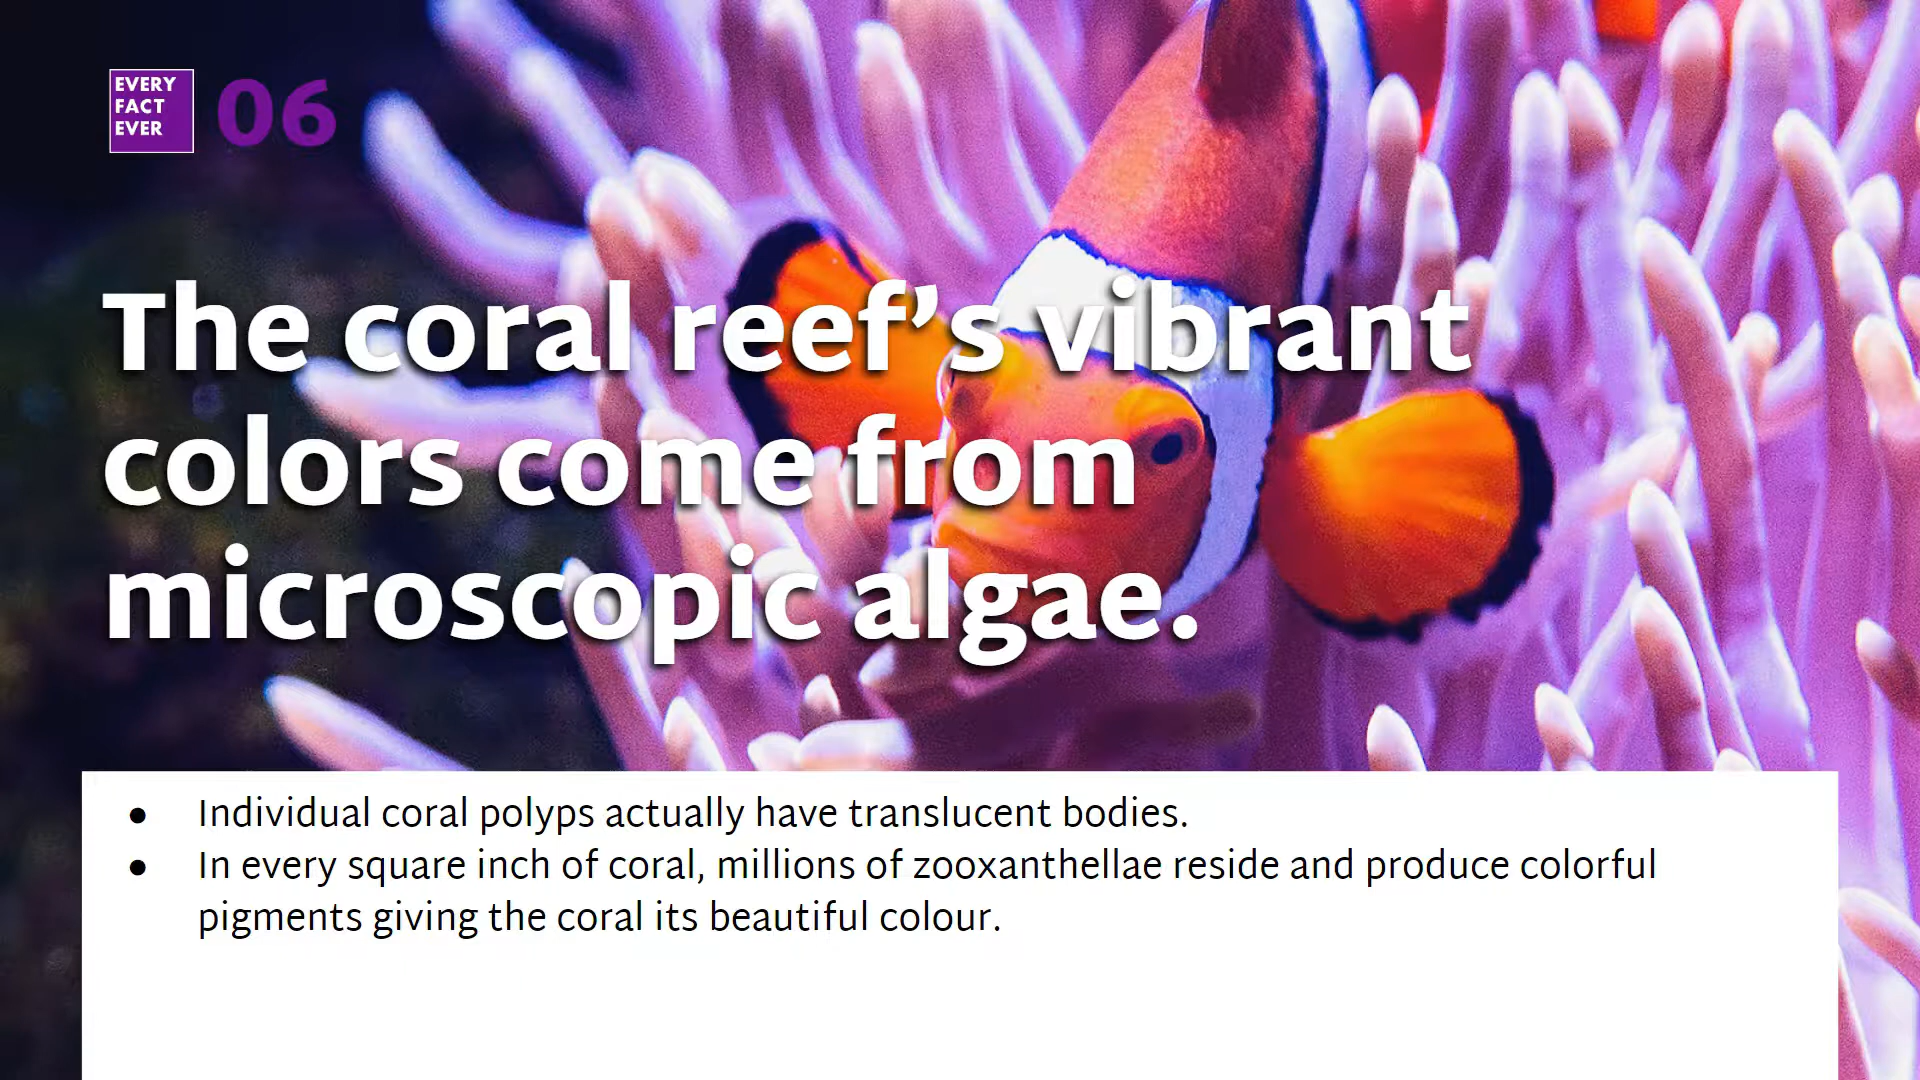 EVERY
FACT
EVER
06
The coral reef’s vibrant
colors come from
microscopic algae.
● Individual coral polyps actually have translucent bodies.
● In every square inch of coral, millions of zooxanthellae reside and produce colorful
pigments giving the coral its beautiful colour.